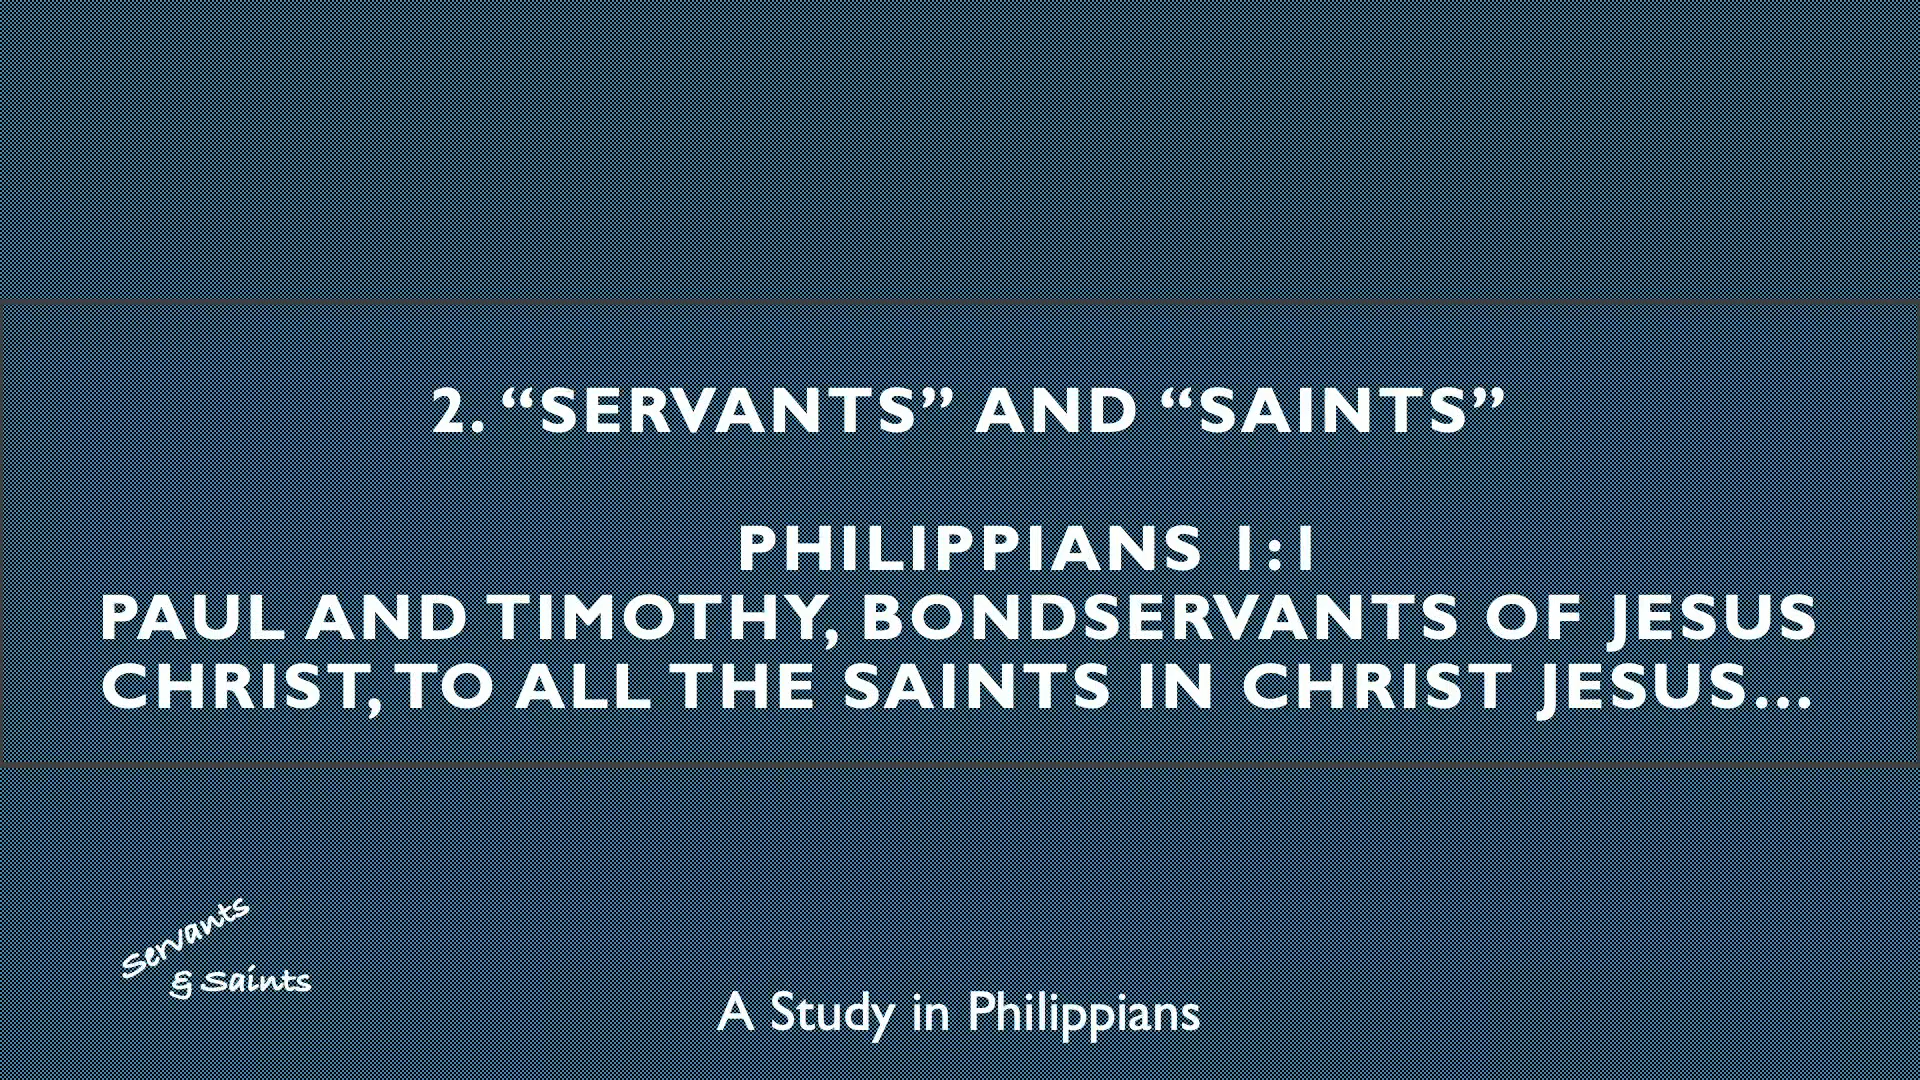 2. “SERVANTS” AND “SAINTS”
PHILIPPIANS 1:1
PAUL AND TIMOTHY, BONDSERVANTS OF JESUS
CHRIST, TO ALL THE SAINTS IN CHRIST JESUS…
Servants
& Saints
A Study in Philippians